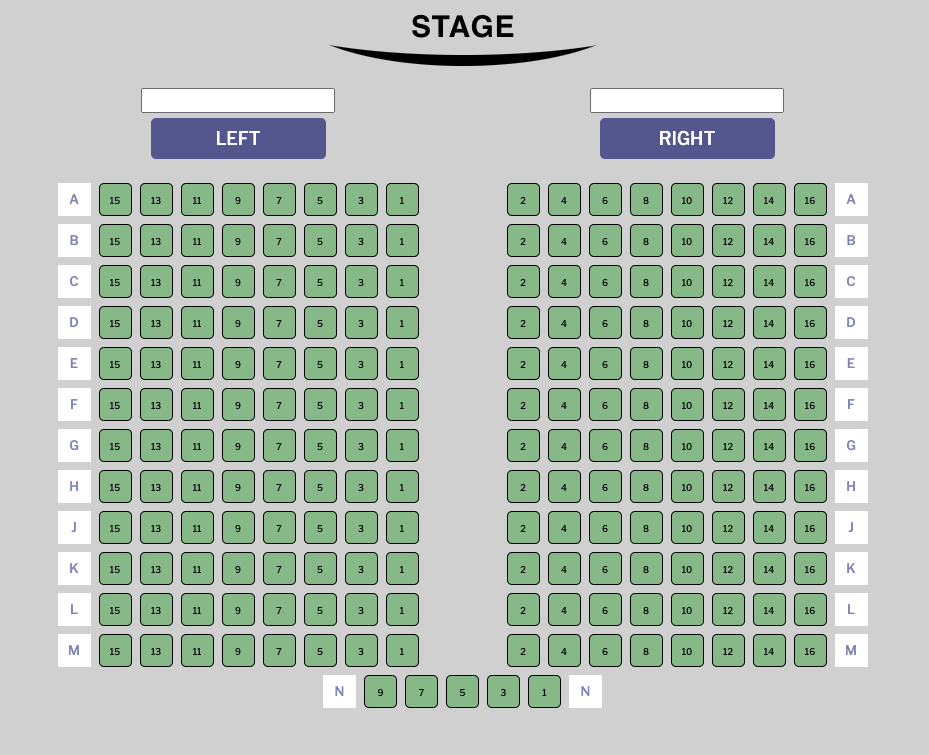 STAGE
LEFT RIGHT
A 15 13 11 9 7 5 3 1 2 4 6 8 10 12 14 16 A
B 15 13 11 9 7 5 3 1 2 4 6 8 10 12 14 16 B
C 15 13 11 9 7 5 3 1 2 4 6 8 10 12 14 16 C
D 15 13 11 9 7 5 3 1 2 4 6 8 10 12 14 16 D
E 15 13 11 9 7 5 3 1 2 4 6 8 10 12 14 16 E
F 15 13 11 9 7 5 3 1 2 4 6 8 10 12 14 16 F
G 15 13 11 9 7 5 3 1 2 4 6 8 10 12 14 16 G
H 15 13 11 9 7 5 3 1 2 4 6 8 10 12 14 16 H
J 15 13 11 9 7 5 3 1 2 4 6 8 10 12 14 16 J
K 15 13 11 9 7 5 3 1 2 4 6 8 10 12 14 16 K
L 15 13 11 9 7 5 3 1 2 4 6 8 10 12 14 16 L
M 15 13 11 9 7 5 3 1 2 4 6 8 10 12 14 16 M
N 9 7 5 3 1 N